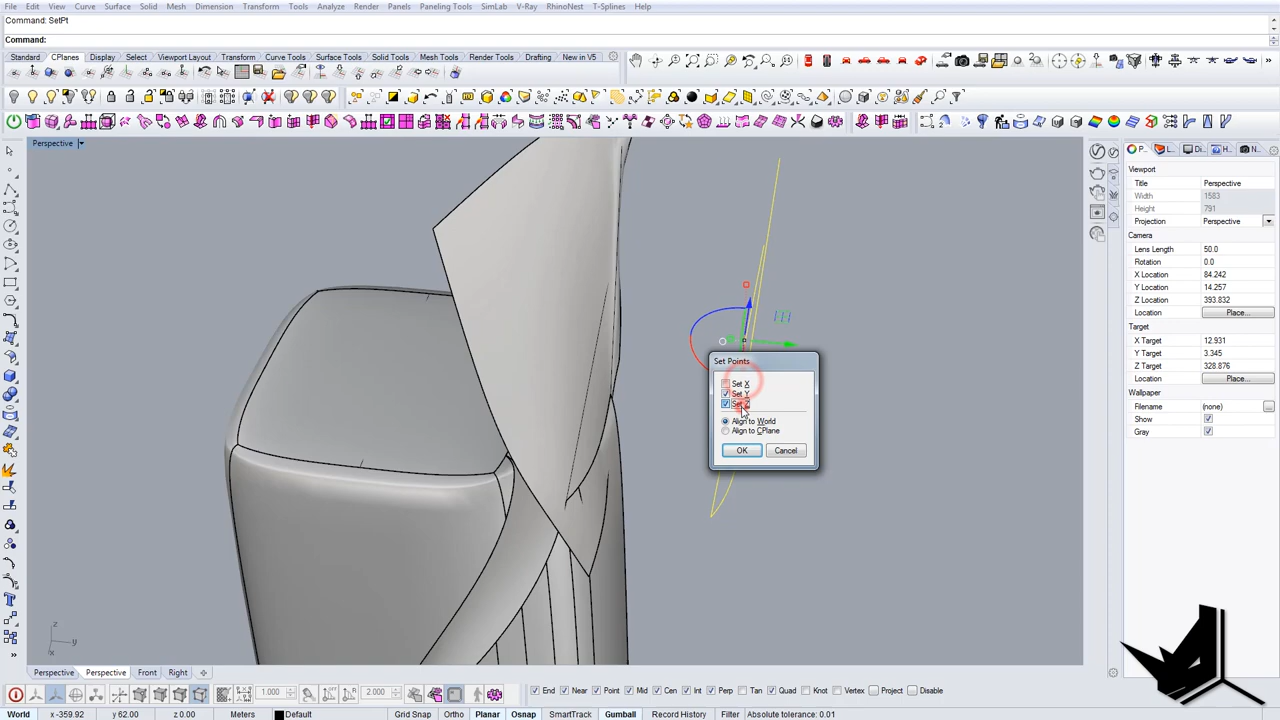 File Edit View Curve Surface Solid Mesh Dimension Transform Tools Analyze Render Panels Paneling Tools SimLab V-Ray RhinoNest T-Splines Help
Command: SetPt
Command:
Standard CPlanes Display Select Viewport Layout Transform Curve Tools Surface Tools Solid Tools Mesh Tools Render Tools Drafting New in V5
Perspective
P... L... Di... H... N...
Viewport
Title Perspective
Width 1583
Height 791
Projection Perspective
Camera
Lens Length 50.0
Rotation 0.0
X Location 84.242
Y Location 14.257
Z Location 393.832
Location Place...
Target
X Target 12.931
Y Target 3.345
Z Target 328.876
Location Place...
Wallpaper
Filename (none) ...
Show
Gray
Set Points
Set X
Set Y
Set Z
Align to World
Align to CPlane
OK Cancel
z
y
x
Perspective Perspective Front Right
1.000 2.000 End Near Point Mid Cen Int Perp Tan Quad Knot Vertex Project Disable
World x -359.92 y 62.00 z 0.00 Meters Default Grid Snap Ortho Planar Osnap SmartTrack Gumball Record History Filter Absolute tolerance: 0.01